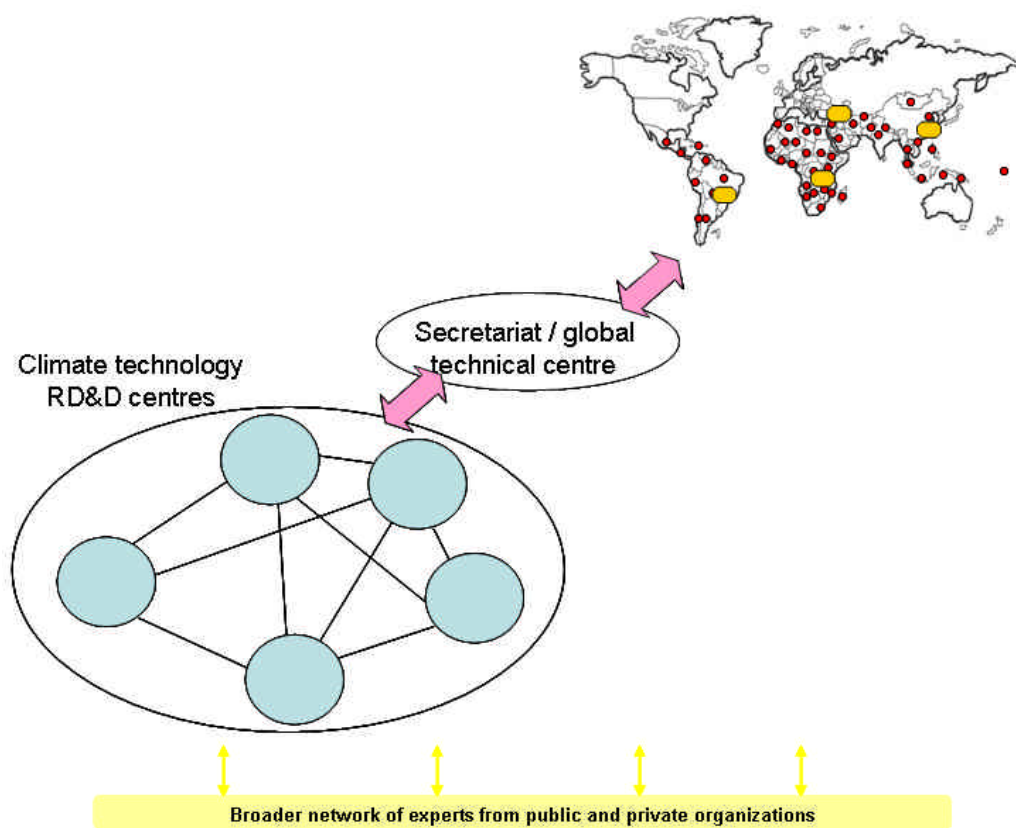 Secretariat / global
technical centre
Climate technology
RD&D centres
Broader network of experts from public and private organizations